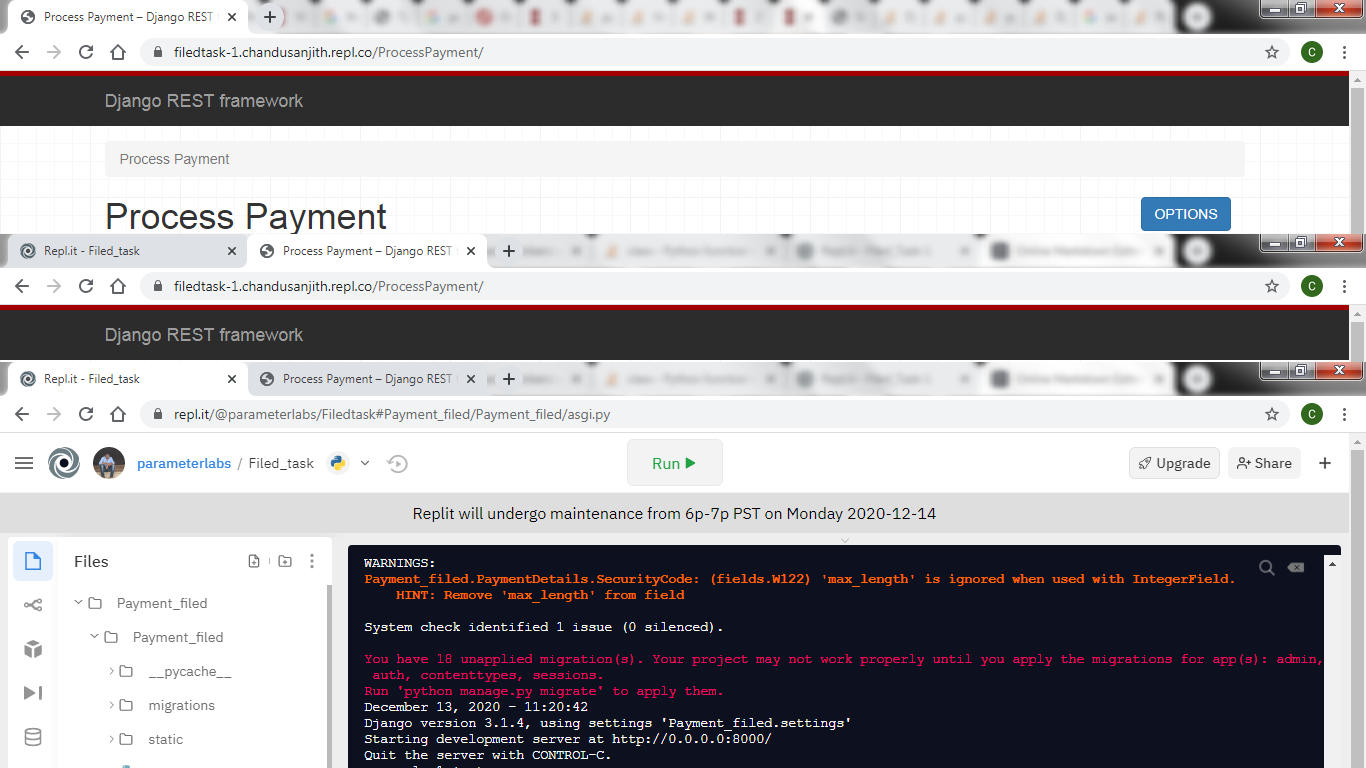 Process Payment – Django REST
filedtask-1.chandusanjith.repl.co/ProcessPayment/
C
Django REST framework
Process Payment
Process Payment
OPTIONS
Repl.it - Filed_task
Process Payment – Django REST
filedtask-1.chandusanjith.repl.co/ProcessPayment/
C
Django REST framework
Repl.it - Filed_task
Process Payment – Django REST
repl.it/@parameterlabs/Filedtask#Payment_filed/Payment_filed/asgi.py
C
parameterlabs / Filed_task
Run
Upgrade
Share
Replit will undergo maintenance from 6p-7p PST on Monday 2020-12-14
Files
Payment_filed
Payment_filed
__pycache__
migrations
static
WARNINGS:
Payment_filed.PaymentDetails.SecurityCode: (fields.W122) 'max_length' is ignored when used with IntegerField.
HINT: Remove 'max_length' from field
System check identified 1 issue (0 silenced).
You have 18 unapplied migration(s). Your project may not work properly until you apply the migrations for app(s): admin,
auth, contenttypes, sessions.
Run 'python manage.py migrate' to apply them.
December 13, 2020 - 11:20:42
Django version 3.1.4, using settings 'Payment_filed.settings'
Starting development server at http://0.0.0.0:8000/
Quit the server with CONTROL-C.